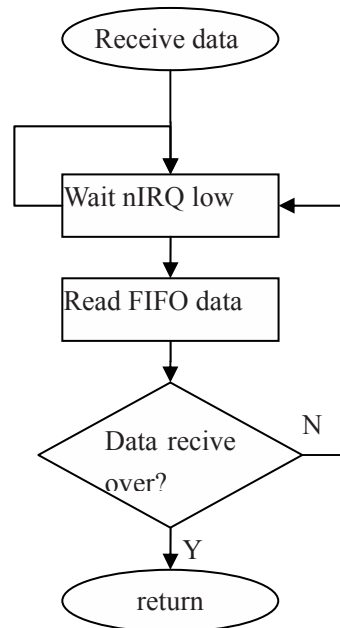 Receive data
Wait nIRQ low
Read FIFO data
Data recive
over?
N
Y
return